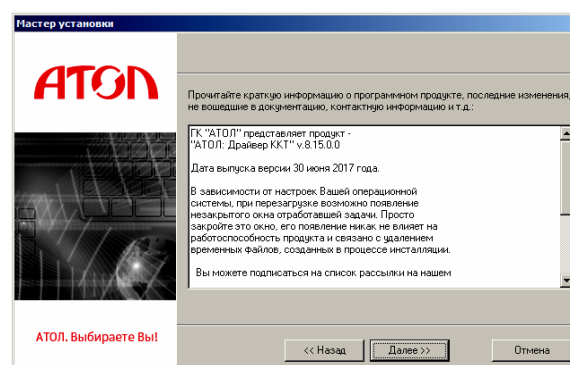 Мастер установки
АТОЛ
Прочитайте краткую информацию о программном продукте, последние изменения,
не вошедшие в документацию, контактную информацию и т.д.:
ГК "АТОЛ" представляет продукт -
"АТОЛ: Драйвер ККТ" v.8.15.0.0
Дата выпуска версии 30 июня 2017 года.
В зависимости от настроек Вашей операционной
системы, при перезагрузке возможно появление
незакрытого окна отработавшей задачи. Просто
закройте это окно, его появление никак не влияет на
работоспособность продукта и связано с удалением
временных файлов, созданных в процессе инсталляции.
Вы можете подписаться на список рассылки на нашем
АТОЛ. Выбираете Вы!
<< Назад
Далее >>
Отмена